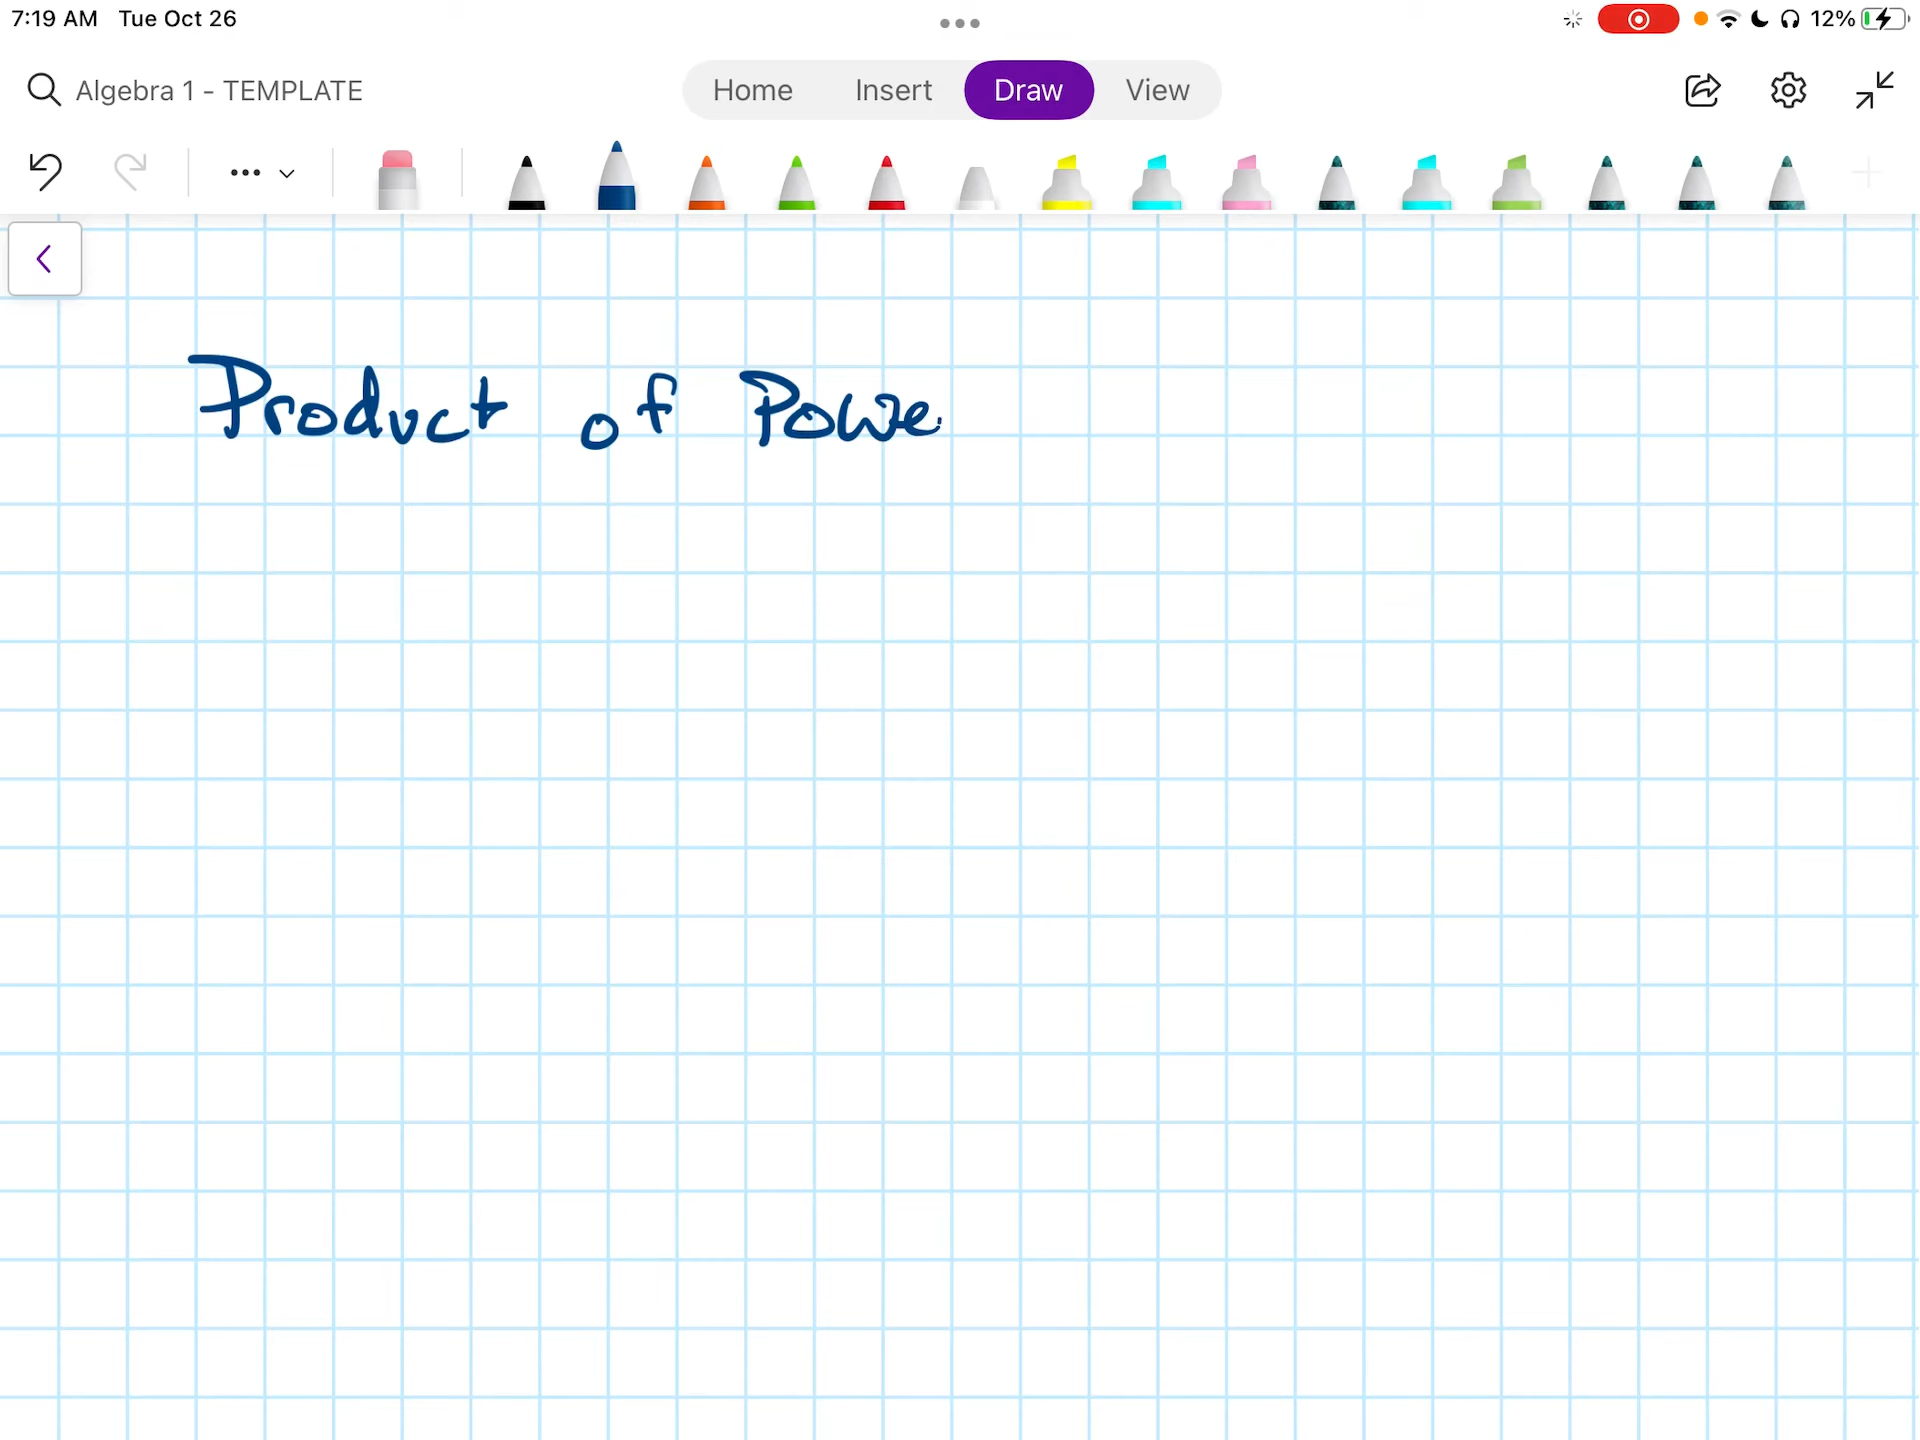 7:19 AM Tue Oct 26 12%
Algebra 1 - TEMPLATE Home Insert Draw View
Product of Powe